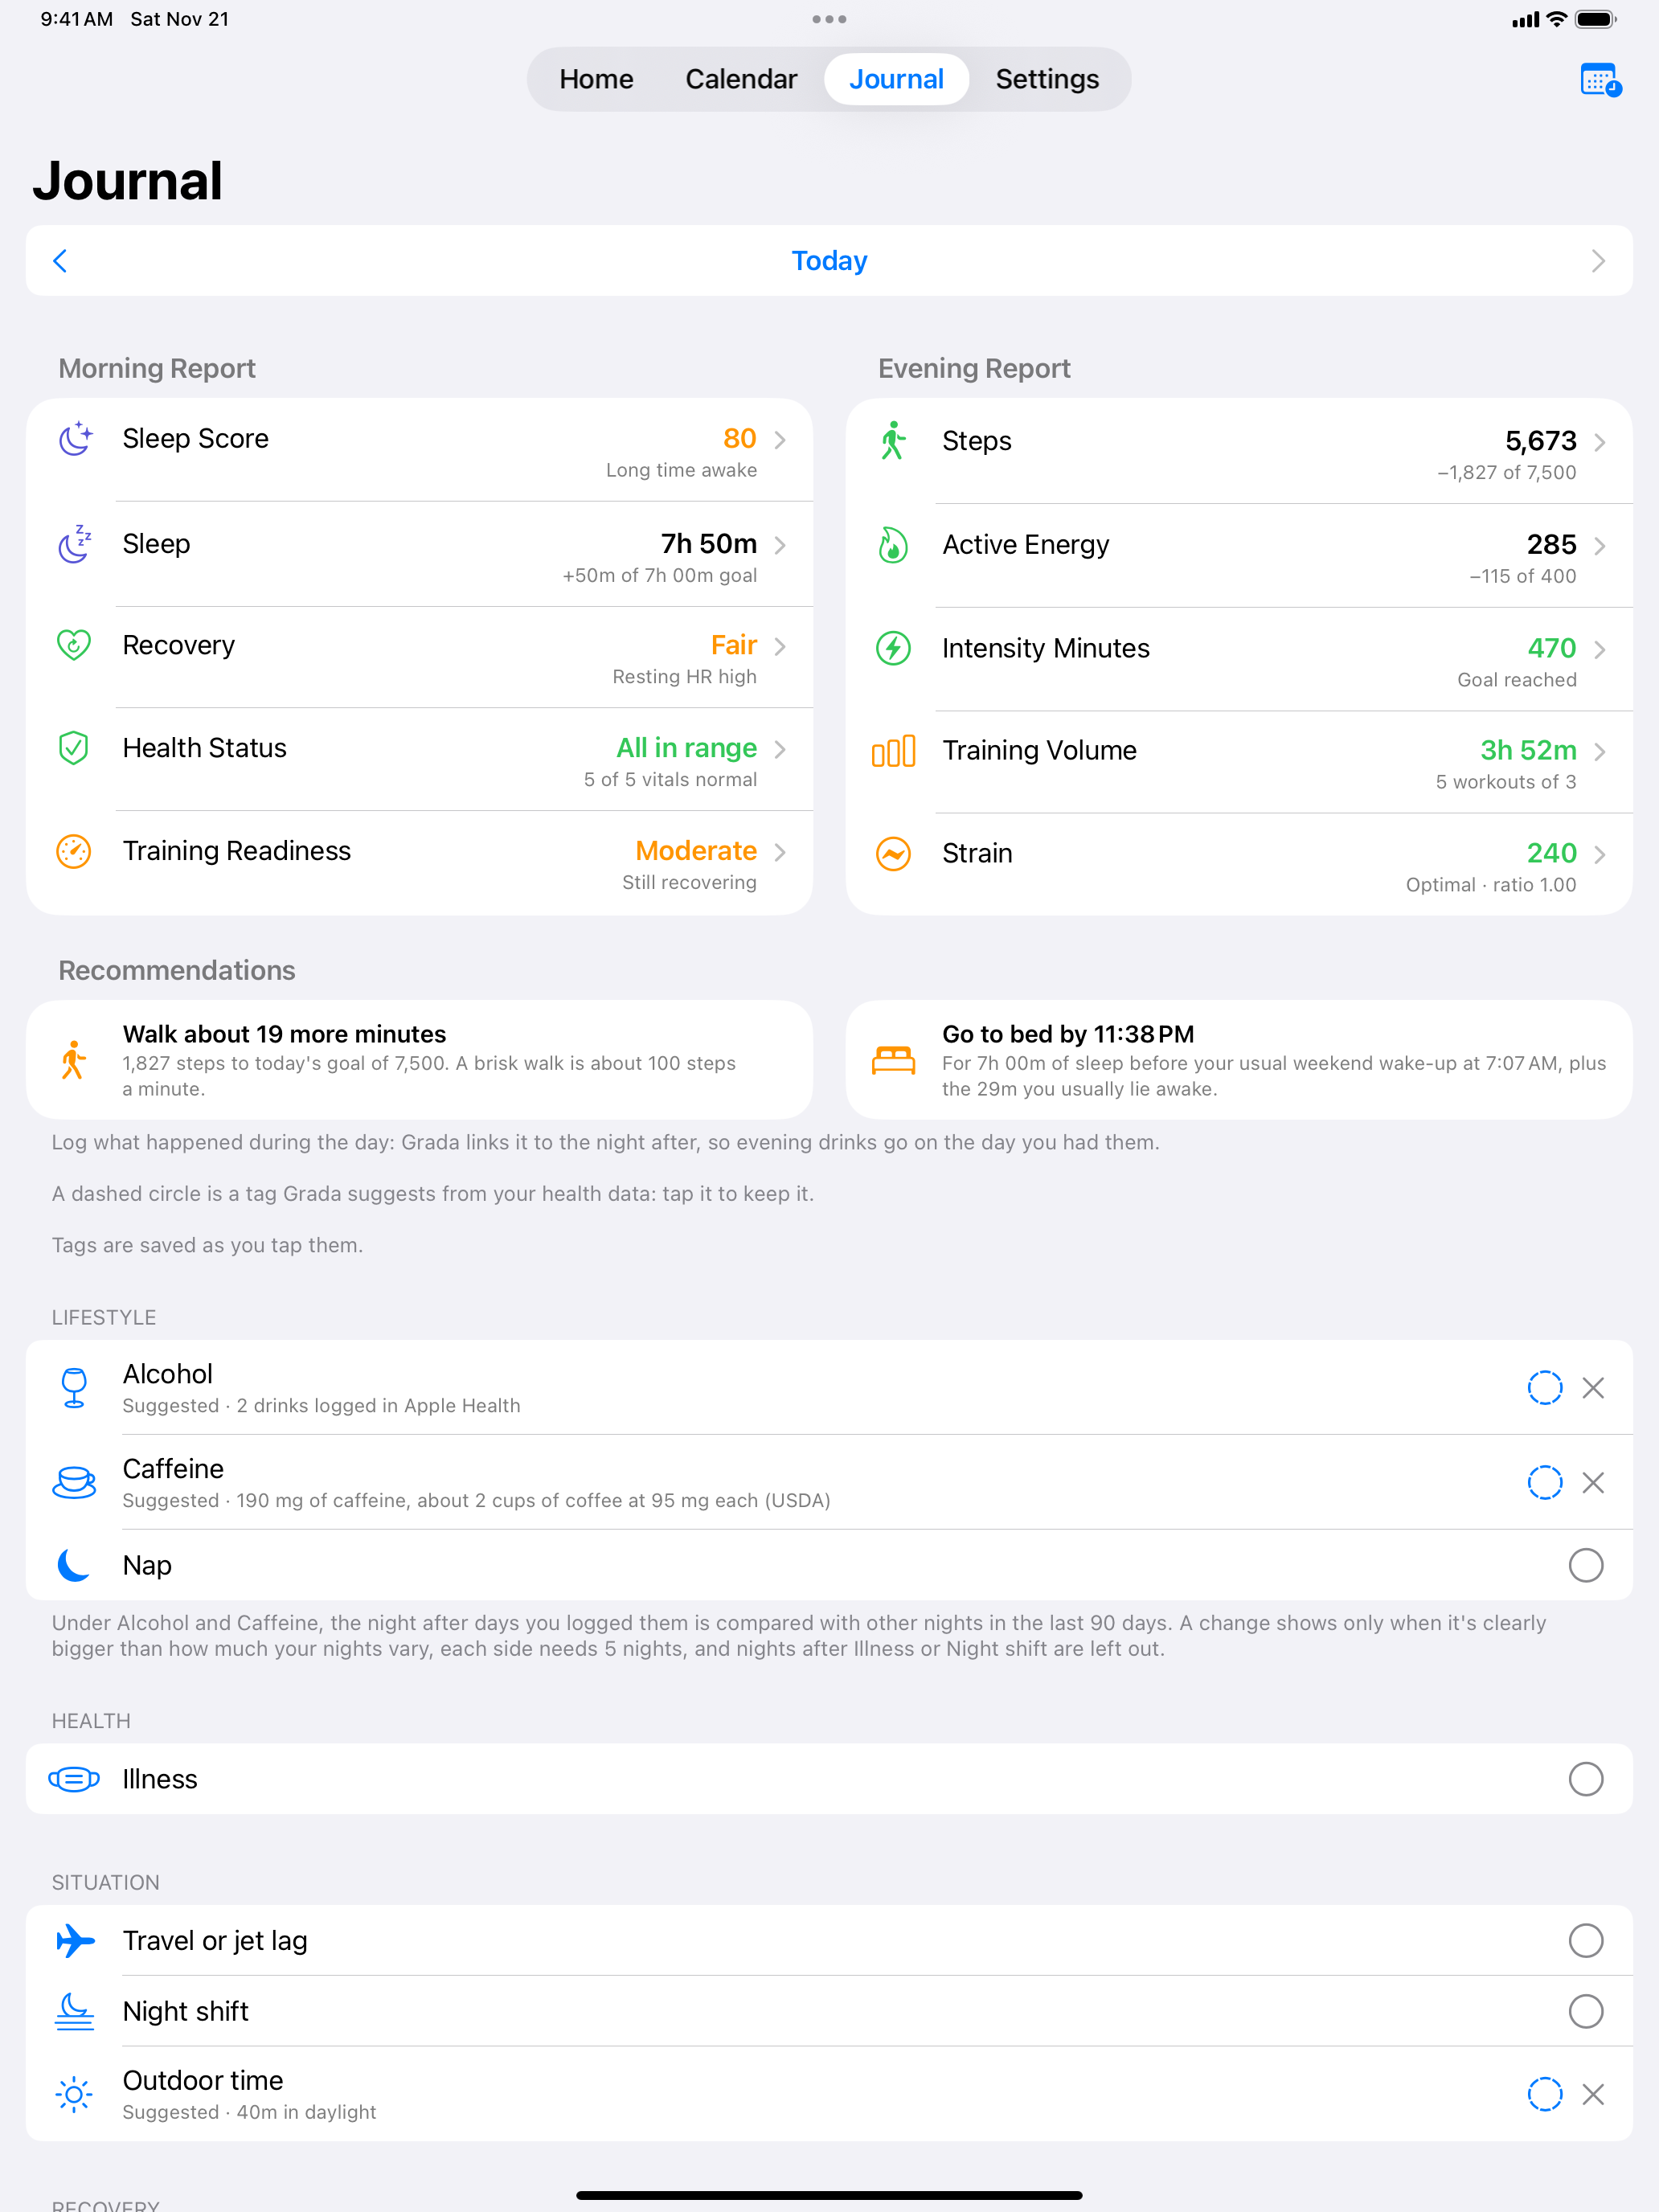 9:41 AM Sat Nov 21
Home Calendar Journal Settings
Journal
Today
Morning Report
Sleep Score 80
Long time awake
Sleep 7h 50m
+50m of 7h 00m goal
Recovery Fair
Resting HR high
Health Status All in range
5 of 5 vitals normal
Training Readiness Moderate
Still recovering
Evening Report
Steps 5,673
−1,827 of 7,500
Active Energy 285
−115 of 400
Intensity Minutes 470
Goal reached
Training Volume 3h 52m
5 workouts of 3
Strain 240
Optimal · ratio 1.00
Recommendations
Walk about 19 more minutes
1,827 steps to today's goal of 7,500. A brisk walk is about 100 steps
a minute.
Go to bed by 11:38 PM
For 7h 00m of sleep before your usual weekend wake-up at 7:07 AM, plus
the 29m you usually lie awake.
Log what happened during the day: Grada links it to the night after, so evening drinks go on the day you had them.
A dashed circle is a tag Grada suggests from your health data: tap it to keep it.
Tags are saved as you tap them.
LIFESTYLE
Alcohol
Suggested · 2 drinks logged in Apple Health
Caffeine
Suggested · 190 mg of caffeine, about 2 cups of coffee at 95 mg each (USDA)
Nap
Under Alcohol and Caffeine, the night after days you logged them is compared with other nights in the last 90 days. A change shows only when it's clearly
bigger than how much your nights vary, each side needs 5 nights, and nights after Illness or Night shift are left out.
HEALTH
Illness
SITUATION
Travel or jet lag
Night shift
Outdoor time
Suggested · 40m in daylight
RECOVERY